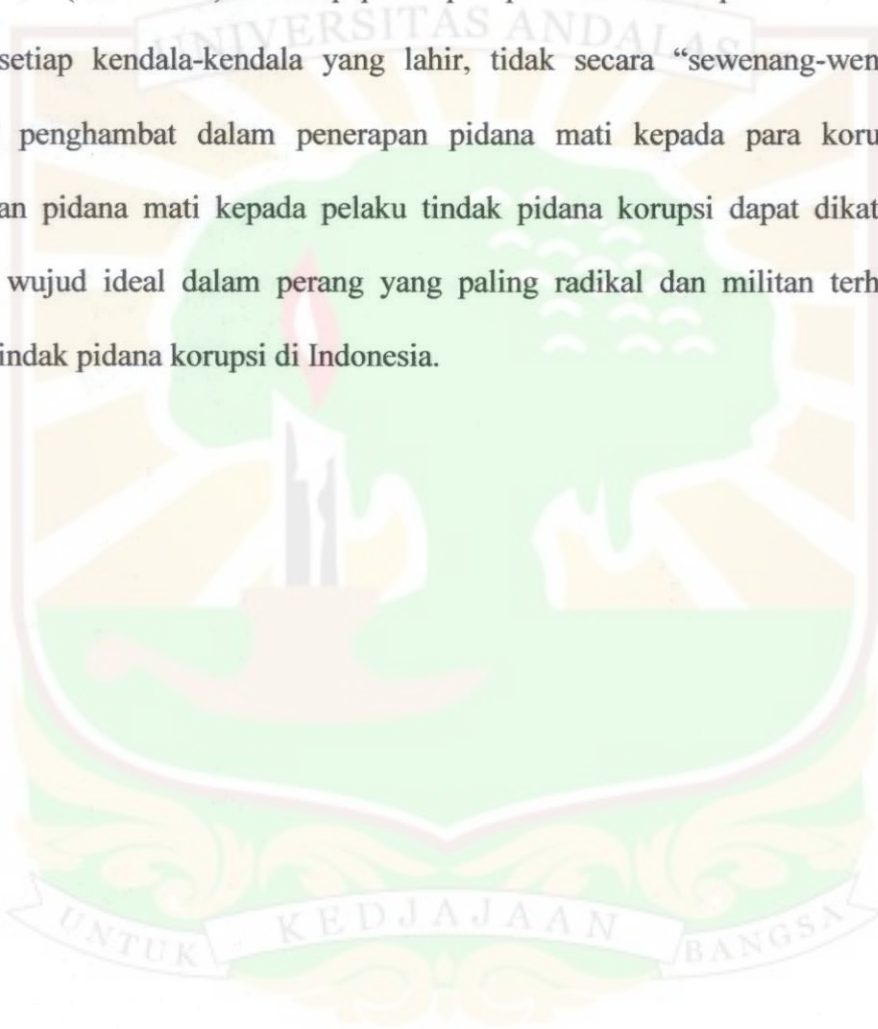 UNIVERSITAS ANDALAS
setiap kendala-kendala yang lahir, tidak secara “sewenang-wen
penghambat dalam penerapan pidana mati kepada para koru
an pidana mati kepada pelaku tindak pidana korupsi dapat dikat
wujud ideal dalam perang yang paling radikal dan militan terh
indak pidana korupsi di Indonesia.
UNTUK KEDJAJAAN BANGSA